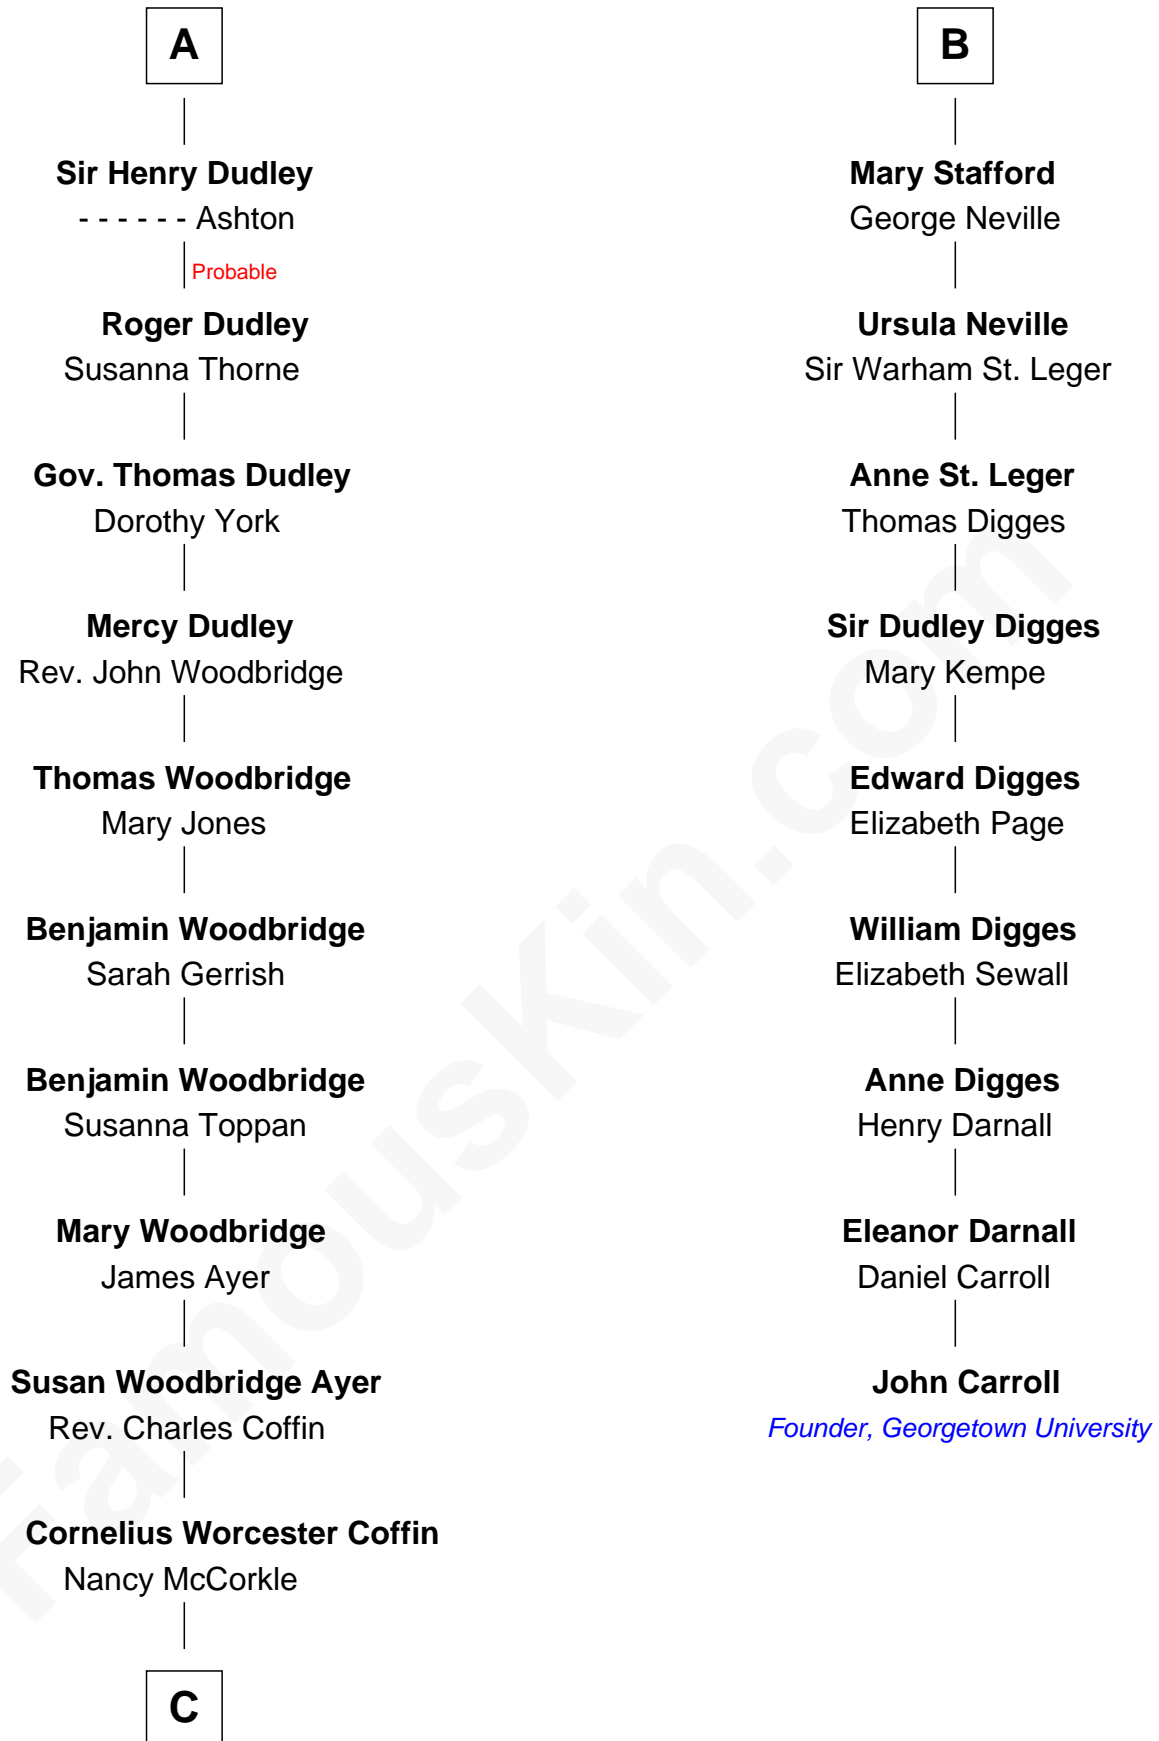 A
Sir Henry Dudley
- - - - - - Ashton
Probable
Roger Dudley
Susanna Thorne
Gov. Thomas Dudley
Dorothy York
Mercy Dudley
Rev. John Woodbridge
Thomas Woodbridge
Mary Jones
Benjamin Woodbridge
Sarah Gerrish
Benjamin Woodbridge
Susanna Toppan
Mary Woodbridge
James Ayer
Susan Woodbridge Ayer
Rev. Charles Coffin
Cornelius Worcester Coffin
Nancy McCorkle
C
B
Mary Stafford
George Neville
Ursula Neville
Sir Warham St. Leger
Anne St. Leger
Thomas Digges
Sir Dudley Digges
Mary Kempe
Edward Digges
Elizabeth Page
William Digges
Elizabeth Sewall
Anne Digges
Henry Darnall
Eleanor Darnall
Daniel Carroll
John Carroll
Founder, Georgetown University
FamousKin.com